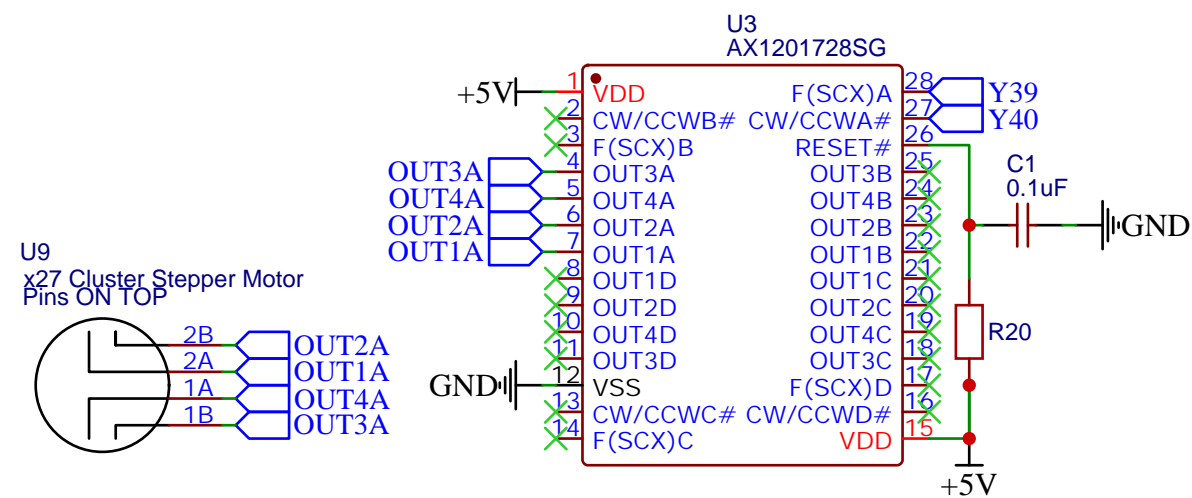 U3
AX1201728SG
+5V
1 VDD
2 CW/CCWB#
3 F(SCX)B
OUT3A 4 OUT3A
OUT4A 5 OUT4A
OUT2A 6 OUT2A
OUT1A 7 OUT1A
8 OUT1D
9 OUT2D
10 OUT4D
11 OUT3D
GND 12 VSS
13 CW/CCWC#
14 F(SCX)C
F(SCX)A 28 Y39
CW/CCWA# 27 Y40
RESET# 26
OUT3B 25
OUT4B 24
OUT2B 23
OUT1B 22
OUT1C 21
OUT2C 20
OUT4C 19
OUT3C 18
F(SCX)D 17
CW/CCWD# 16
VDD 15
C1
0.1uF
GND
R20
+5V
U9
x27 Cluster Stepper Motor
Pins ON TOP
2B OUT2A
2A OUT1A
1A OUT4A
1B OUT3A